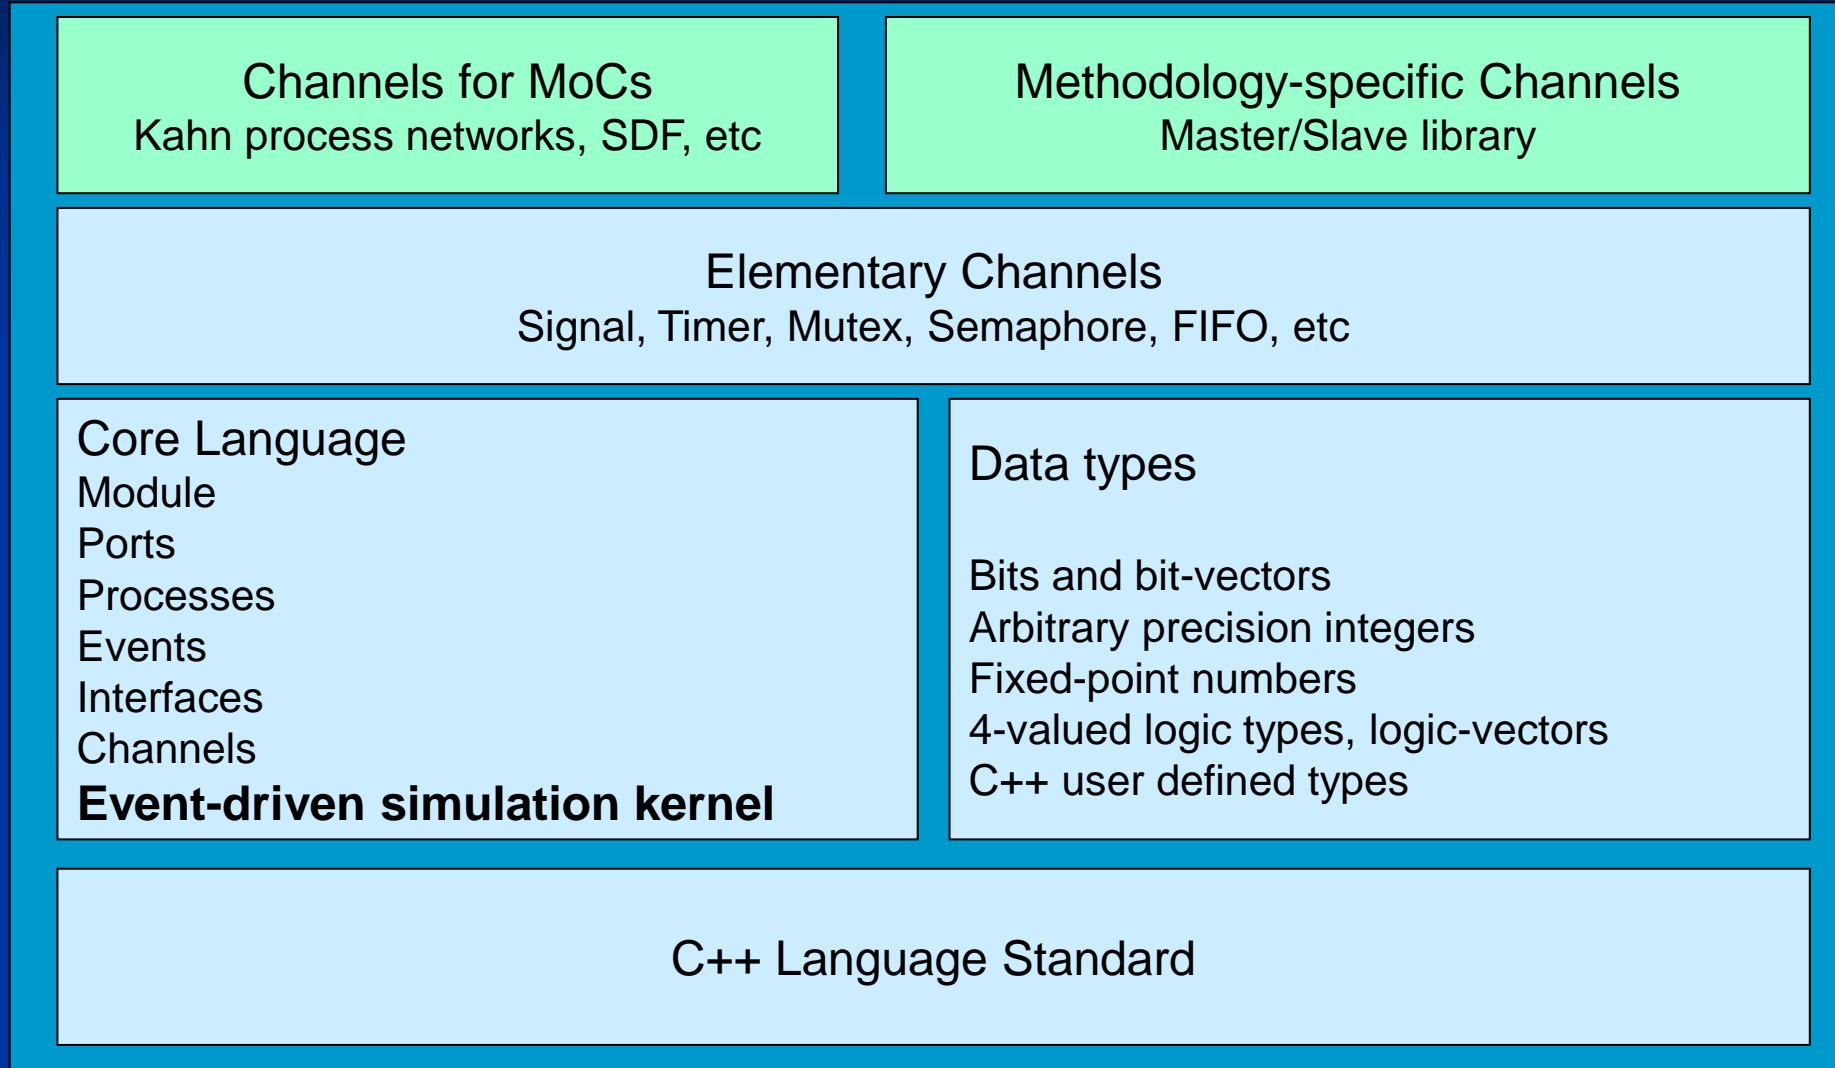 Channels for MoCs
Kahn process networks, SDF, etc
Methodology-specific Channels
Master/Slave library
Elementary Channels
Signal, Timer, Mutex, Semaphore, FIFO, etc
Core Language
Module
Ports
Processes
Events
Interfaces
Channels
Event-driven simulation kernel
Data types
Bits and bit-vectors
Arbitrary precision integers
Fixed-point numbers
4-valued logic types, logic-vectors
C++ user defined types
C++ Language Standard